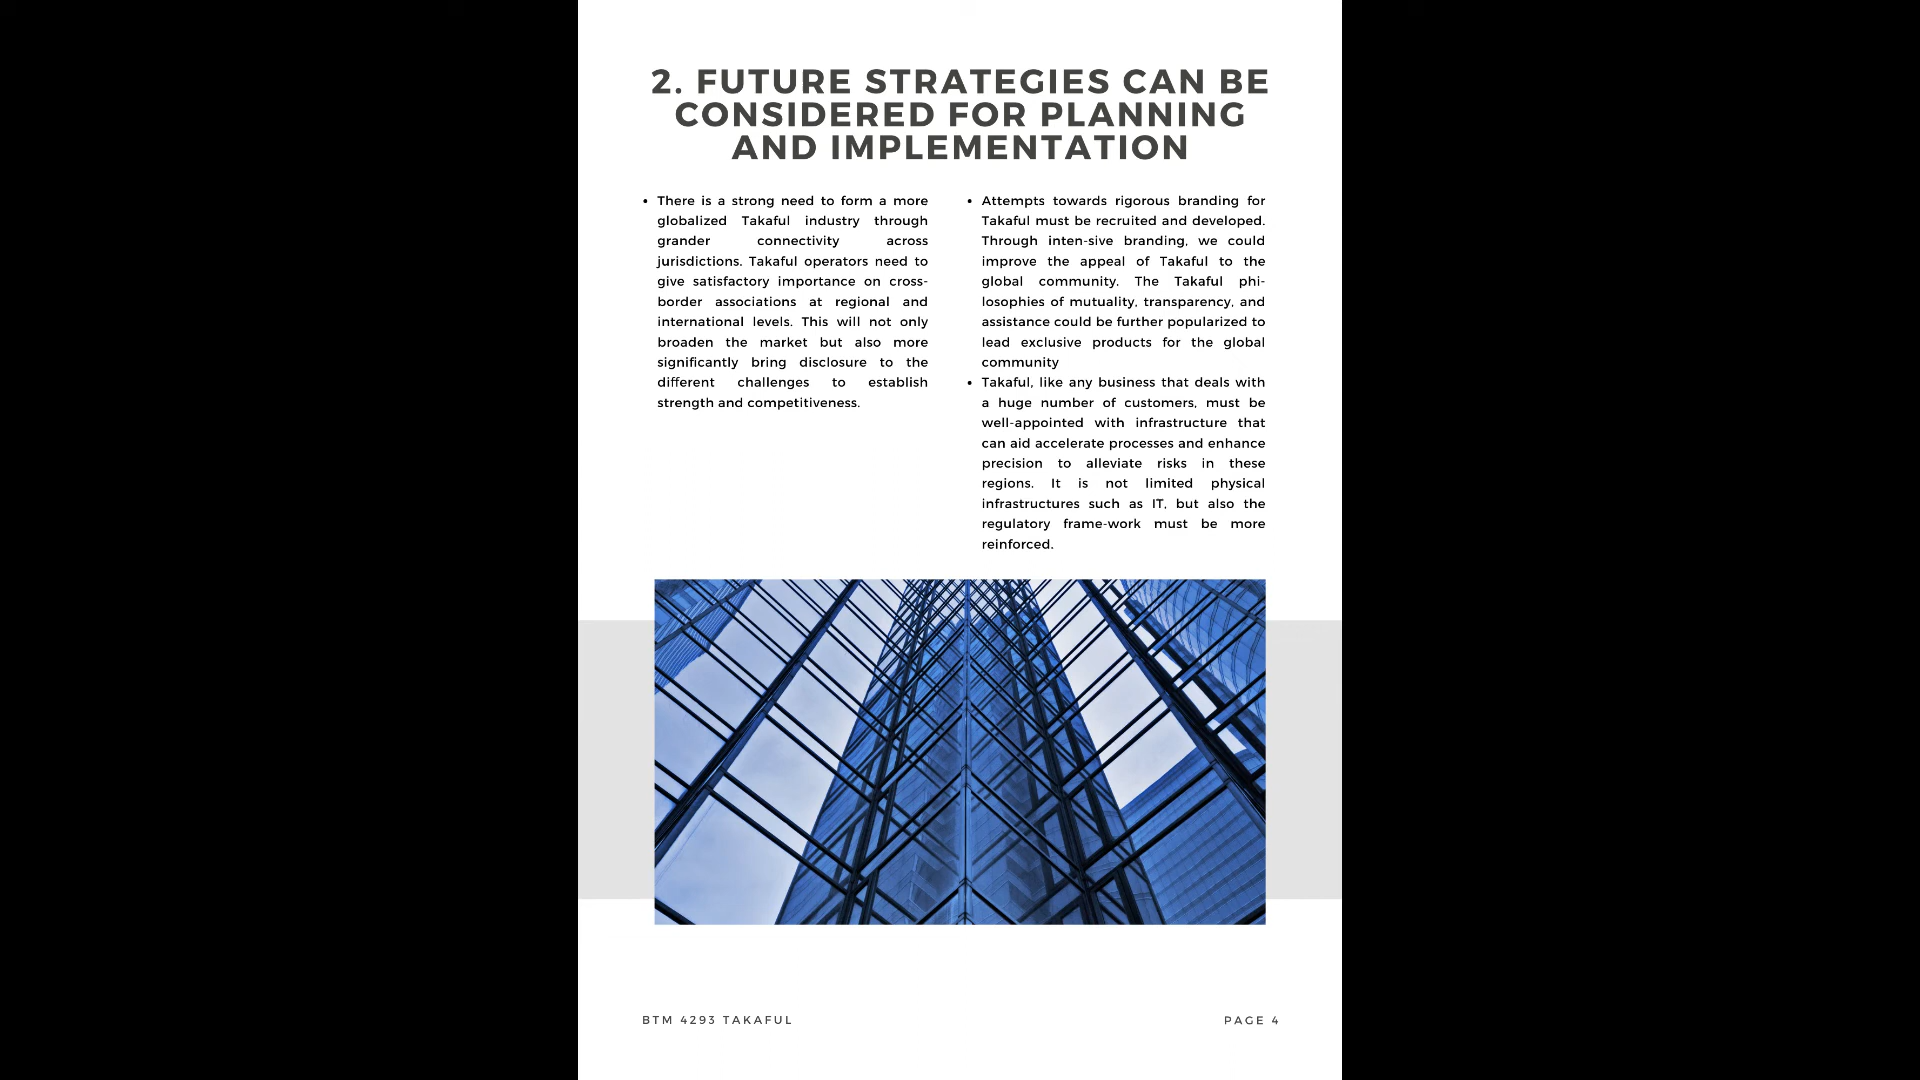 2. FUTURE STRATEGIES CAN BE
CONSIDERED FOR PLANNING
AND IMPLEMENTATION
• There is a strong need to form a more
globalized Takaful industry through
grander connectivity across
jurisdictions. Takaful operators need to
give satisfactory importance on cross-
border associations at regional and
international levels. This will not only
broaden the market but also more
significantly bring disclosure to the
different challenges to establish
strength and competitiveness.
• Attempts towards rigorous branding for
Takaful must be recruited and developed.
Through inten-sive branding, we could
improve the appeal of Takaful to the
global community. The Takaful phi-
losophies of mutuality, transparency, and
assistance could be further popularized to
lead exclusive products for the global
community
• Takaful, like any business that deals with
a huge number of customers, must be
well-appointed with infrastructure that
can aid accelerate processes and enhance
precision to alleviate risks in these
regions. It is not limited physical
infrastructures such as IT, but also the
regulatory frame-work must be more
reinforced.
BTM 4293 TAKAFUL
PAGE 4